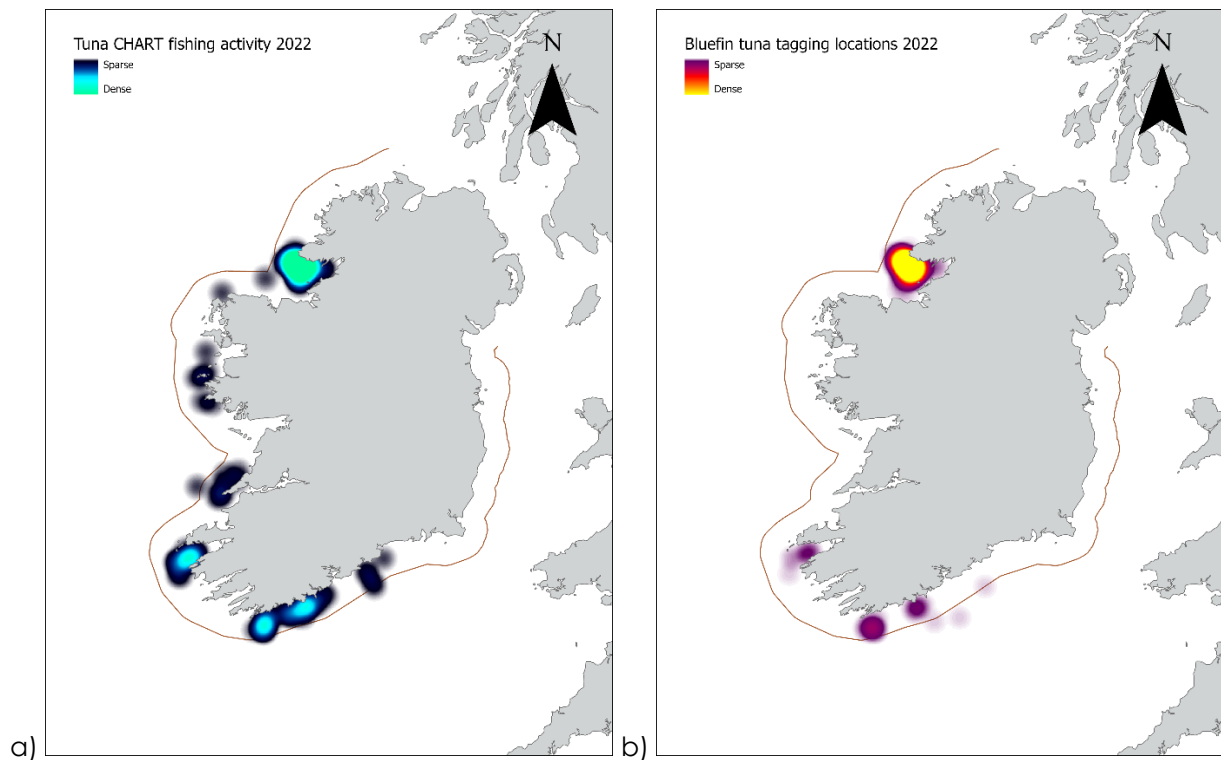 Tuna CHART fishing activity 2022
Sparse
Dense
N
a)
Bluefin tuna tagging locations 2022
Sparse
Dense
N
b)